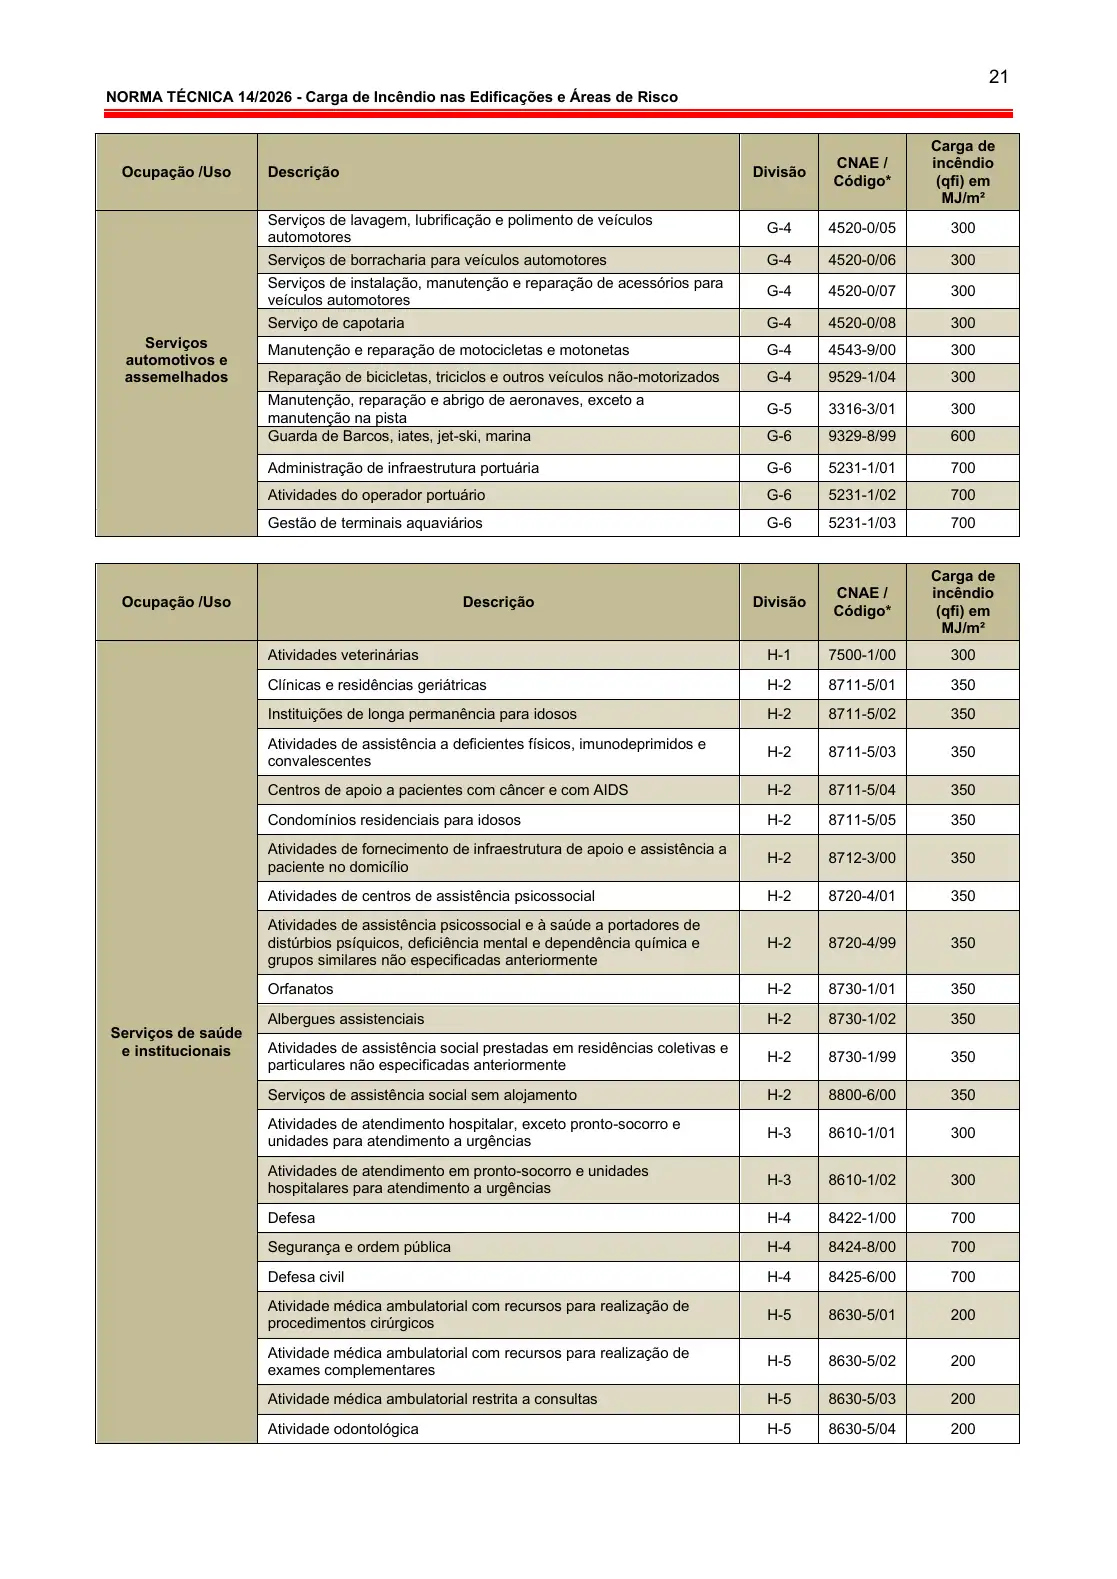 21
NORMA TÉCNICA 14/2026 - Carga de Incêndio nas Edificações e Áreas de Risco
Ocupação /Uso Descrição Divisão CNAE / Código* Carga de incêndio (qfi) em MJ/m²
Serviços automotivos e assemelhados
Serviços de lavagem, lubrificação e polimento de veículos
automotores G-4 4520-0/05 300
Serviços de borracharia para veículos automotores G-4 4520-0/06 300
Serviços de instalação, manutenção e reparação de acessórios para
veículos automotores G-4 4520-0/07 300
Serviço de capotaria G-4 4520-0/08 300
Manutenção e reparação de motocicletas e motonetas G-4 4543-9/00 300
Reparação de bicicletas, triciclos e outros veículos não-motorizados G-4 9529-1/04 300
Manutenção, reparação e abrigo de aeronaves, exceto a
manutenção na pista G-5 3316-3/01 300
Guarda de Barcos, iates, jet-ski, marina G-6 9329-8/99 600
Administração de infraestrutura portuária G-6 5231-1/01 700
Atividades do operador portuário G-6 5231-1/02 700
Gestão de terminais aquaviários G-6 5231-1/03 700
Ocupação /Uso Descrição Divisão CNAE / Código* Carga de incêndio (qfi) em MJ/m²
Serviços de saúde e institucionais
Atividades veterinárias H-1 7500-1/00 300
Clínicas e residências geriátricas H-2 8711-5/01 350
Instituições de longa permanência para idosos H-2 8711-5/02 350
Atividades de assistência a deficientes físicos, imunodeprimidos e
convalescentes H-2 8711-5/03 350
Centros de apoio a pacientes com câncer e com AIDS H-2 8711-5/04 350
Condomínios residenciais para idosos H-2 8711-5/05 350
Atividades de fornecimento de infraestrutura de apoio e assistência a
paciente no domicílio H-2 8712-3/00 350
Atividades de centros de assistência psicossocial H-2 8720-4/01 350
Atividades de assistência psicossocial e à saúde a portadores de
distúrbios psíquicos, deficiência mental e dependência química e
grupos similares não especificadas anteriormente H-2 8720-4/99 350
Orfanatos H-2 8730-1/01 350
Albergues assistenciais H-2 8730-1/02 350
Atividades de assistência social prestadas em residências coletivas e
particulares não especificadas anteriormente H-2 8730-1/99 350
Serviços de assistência social sem alojamento H-2 8800-6/00 350
Atividades de atendimento hospitalar, exceto pronto-socorro e
unidades para atendimento a urgências H-3 8610-1/01 300
Atividades de atendimento em pronto-socorro e unidades
hospitalares para atendimento a urgências H-3 8610-1/02 300
Defesa H-4 8422-1/00 700
Segurança e ordem pública H-4 8424-8/00 700
Defesa civil H-4 8425-6/00 700
Atividade médica ambulatorial com recursos para realização de
procedimentos cirúrgicos H-5 8630-5/01 200
Atividade médica ambulatorial com recursos para realização de
exames complementares H-5 8630-5/02 200
Atividade médica ambulatorial restrita a consultas H-5 8630-5/03 200
Atividade odontológica H-5 8630-5/04 200